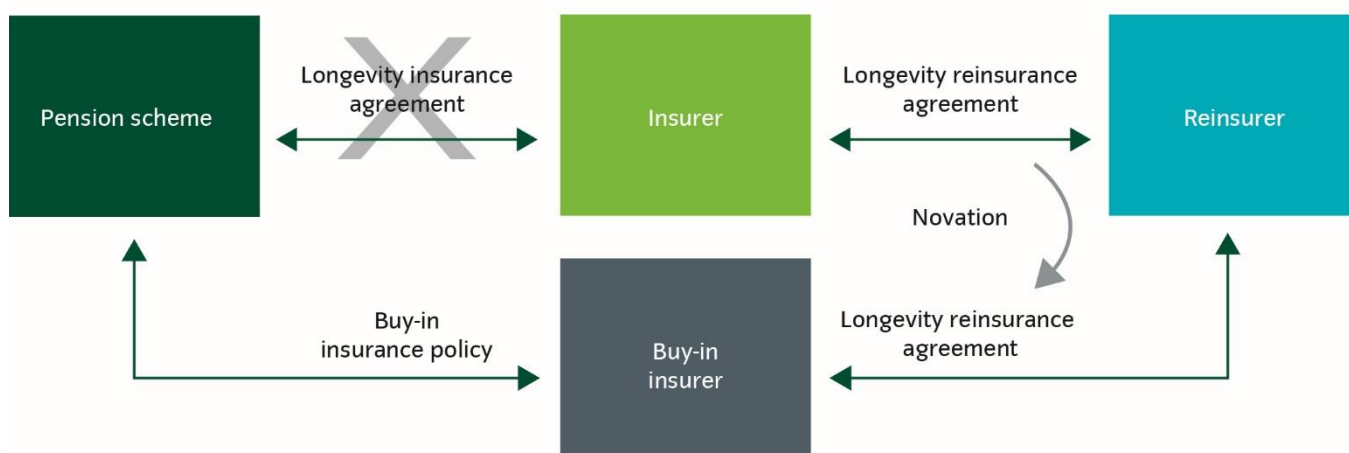 Pension scheme
Longevity insurance
agreement
Insurer
Longevity reinsurance
agreement
Reinsurer
Novation
Buy-in
insurance policy
Buy-in
insurer
Longevity reinsurance
agreement